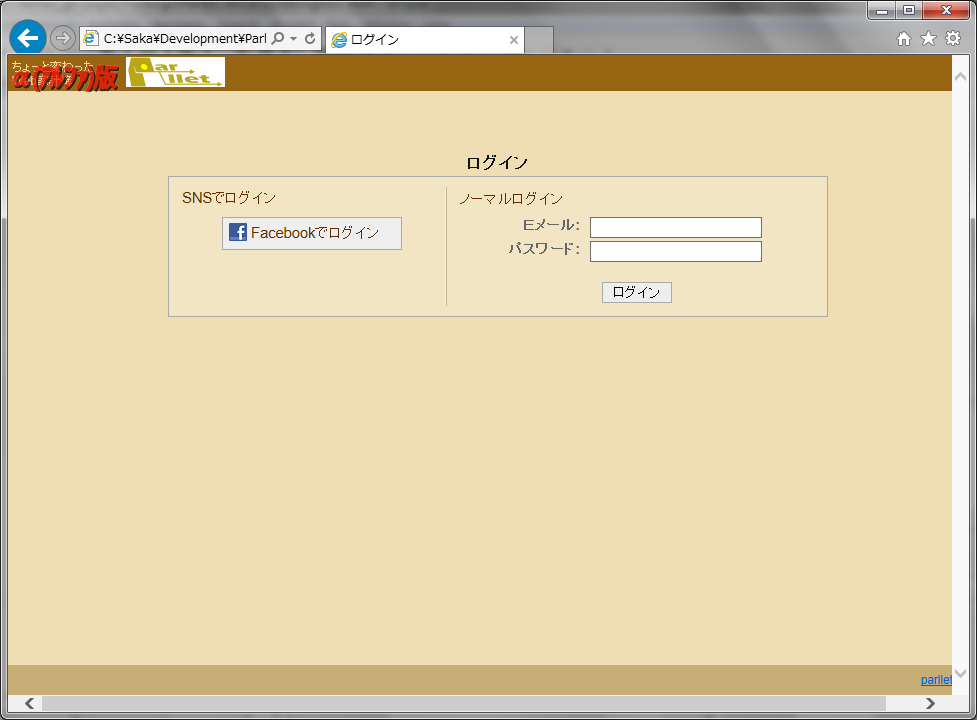 C:¥Saka¥Development¥Parl
ログイン
ちょーと変わった
α(アルファ)版
Parllet
ログイン
SNSでログイン
Facebookでログイン
ノーマルログイン
Eメール:
パスワード:
ログイン
parllet